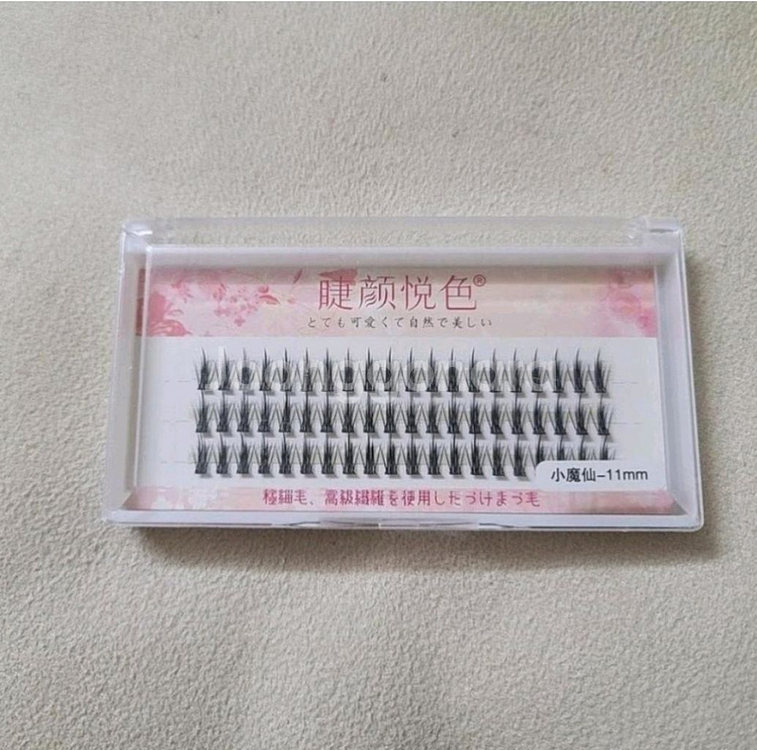 睫颜悦色®
とても可愛くて自然で美しい
小魔仙-11mm
極細毛、高級繊維を使用したつけまつ毛